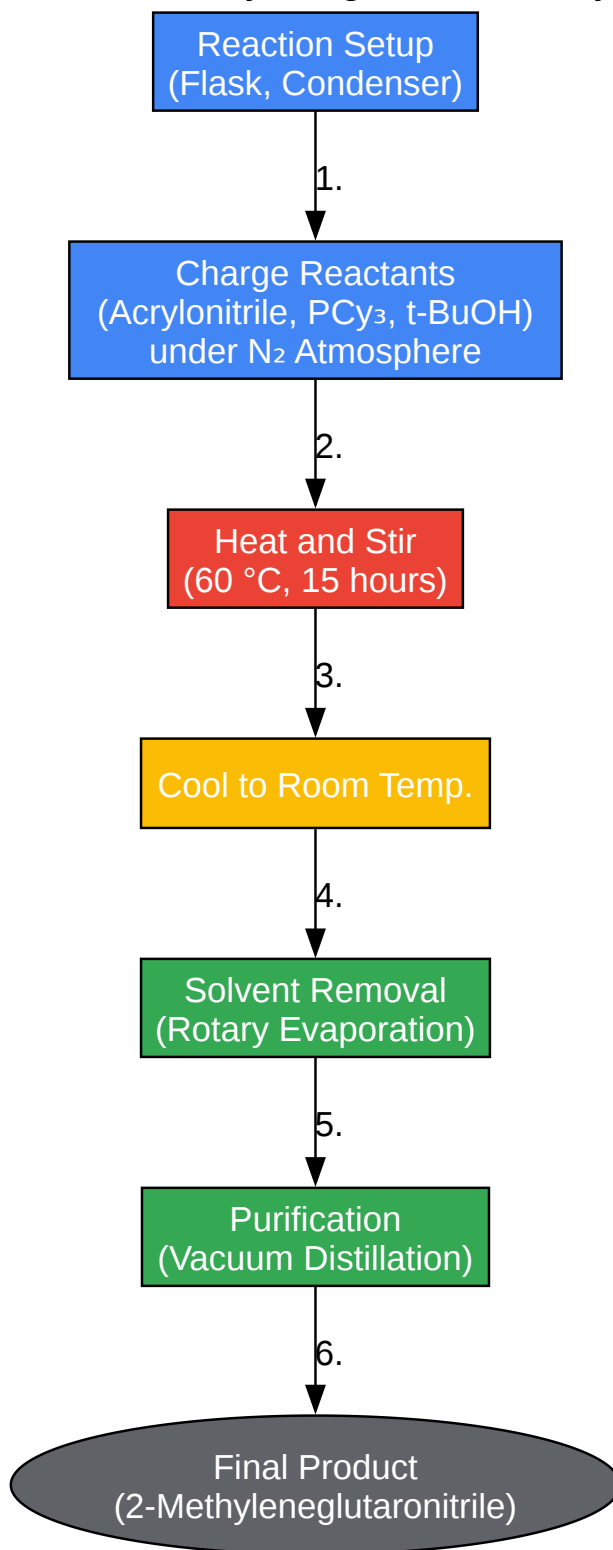 Reaction Setup
(Flask, Condenser)
1.
Charge Reactants
(Acrylonitrile, PCy₃, t-BuOH)
under N₂ Atmosphere
2.
Heat and Stir
(60 °C, 15 hours)
3.
Cool to Room Temp.
4.
Solvent Removal
(Rotary Evaporation)
5.
Purification
(Vacuum Distillation)
6.
Final Product
(2-Methyleneglutaronitrile)